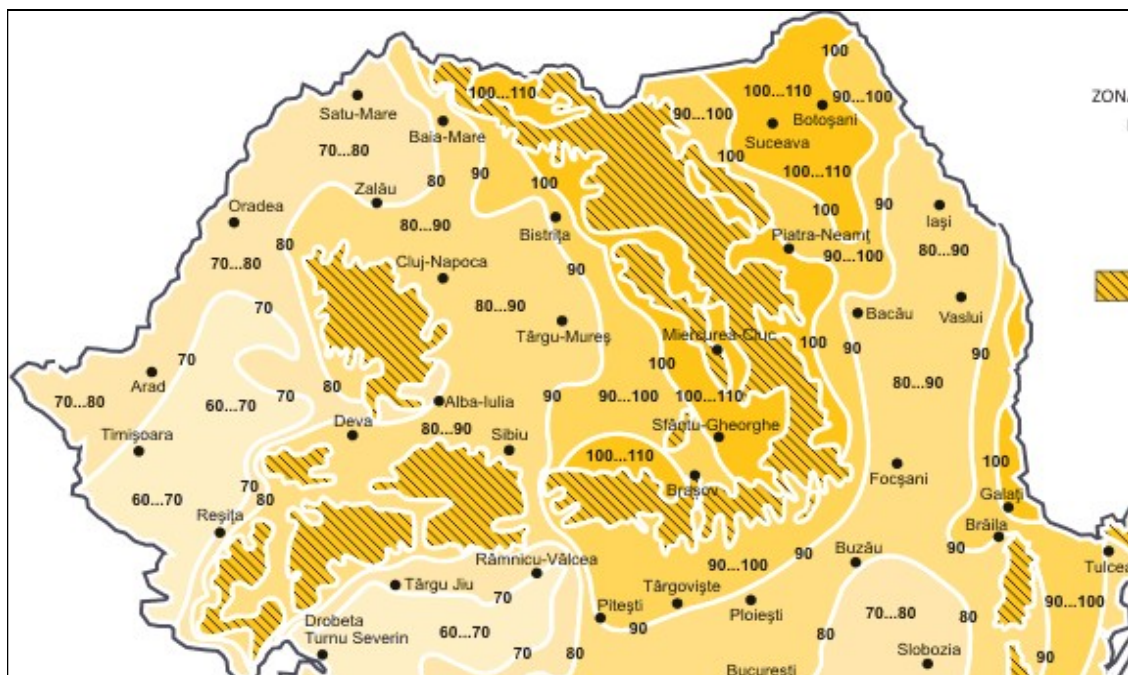 100
100...110
90...100
ZONA
Satu-Mare
100...110
Botoşani
Baia-Mare
90...100
Suceava
70...80
100
80
90
100
100...110
Zalău
Oradea
80...90
100
90
Iaşi
Bistriţa
80
Piatra-Neamţ
80...90
70...80
Cluj-Napoca
90
90...100
70
80...90
Bacău
Vaslui
Târgu-Mureş
Miercurea-Ciuc
100
90
90
70
100
Arad
80
70
80...90
70...80
60...70
Alba-Iulia
90
90...100
100...110
Deva
80...90
Sfântu-Gheorghe
Timişoara
Sibiu
100...110
100
Focşani
70
Braşov
60...70
80
Galaţi
Reşiţa
Brăila
Râmnicu-Vâlcea
90
Buzău
90
90...100
Tulcea
Târgu Jiu
Târgovişte
70
Piteşti
Ploieşti
70...80
80
90...100
Drobeta
Turnu Severin
60...70
90
80
70
80
Slobozia
90
Bucureşti